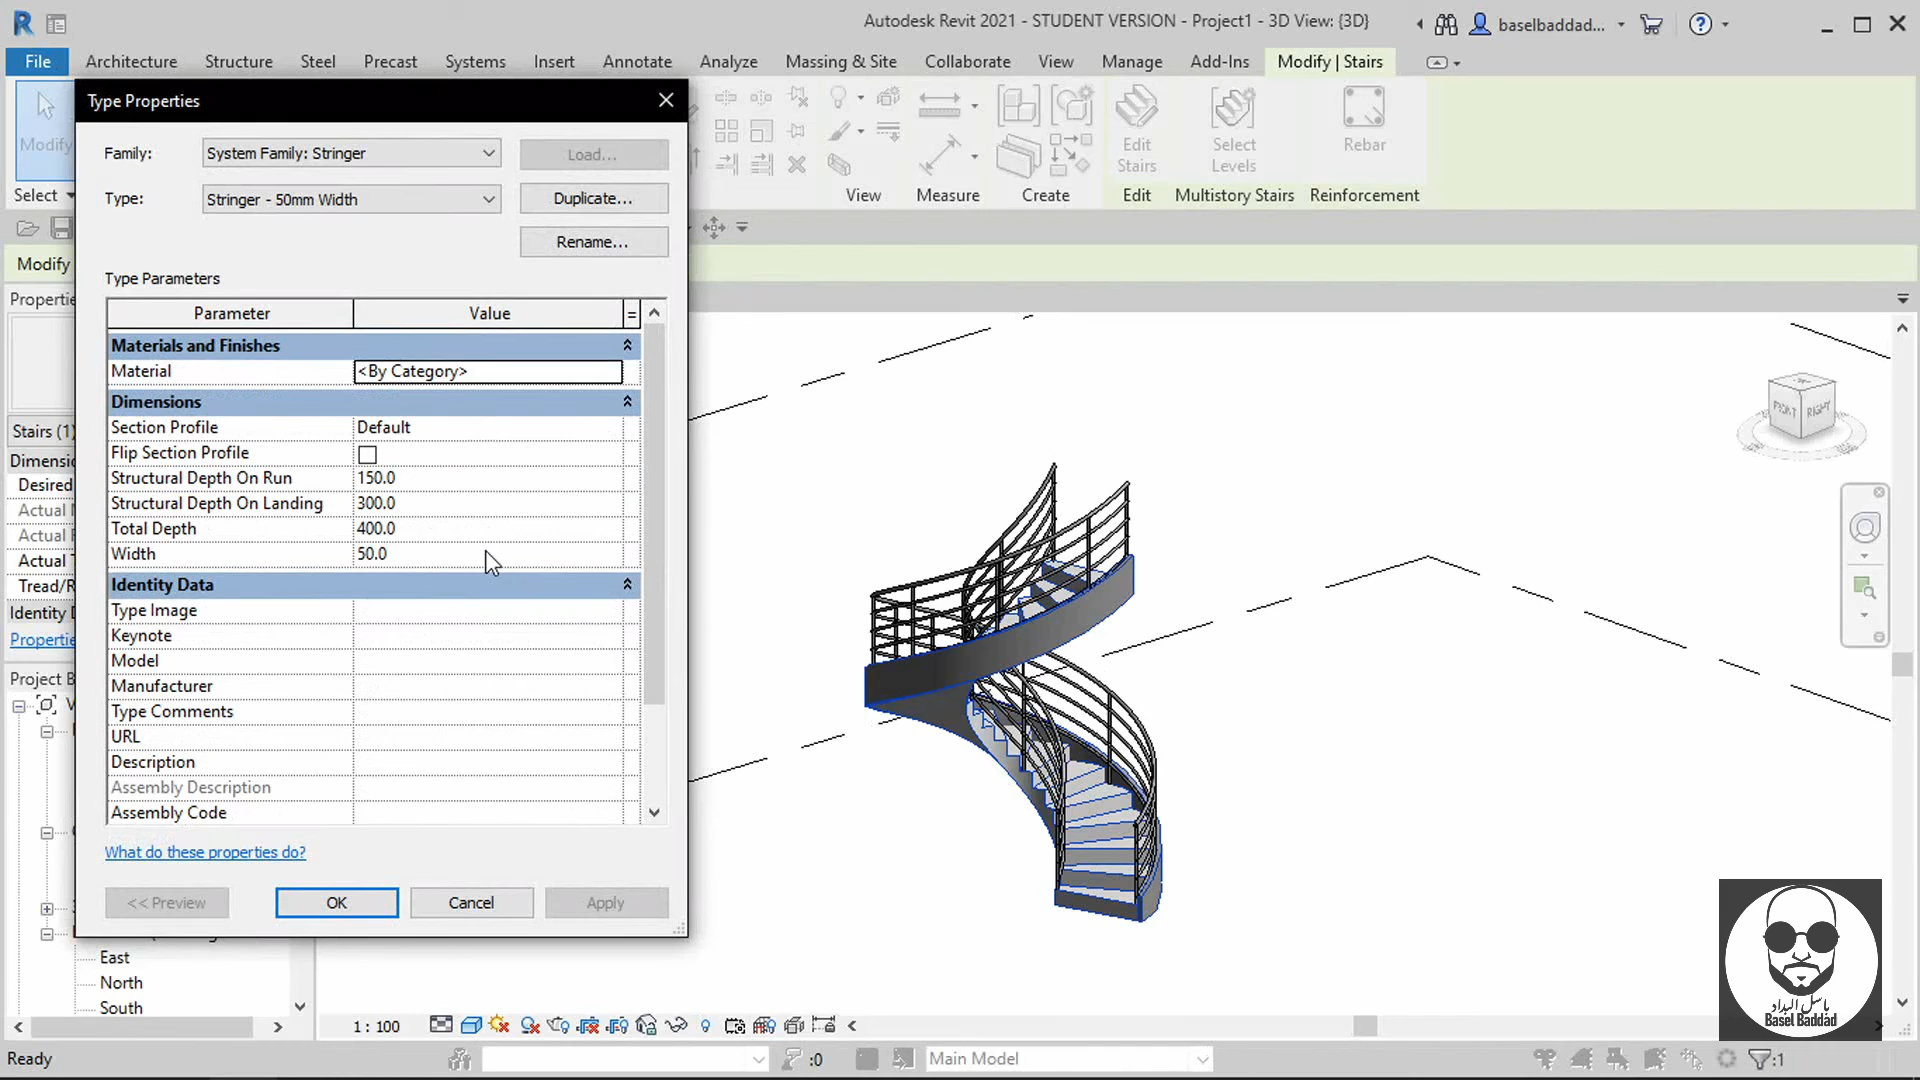 Autodesk Revit 2021 - STUDENT VERSION - Project1 - 3D View: {3D}
baselbaddad...
File Architecture Structure Steel Precast Systems Insert Annotate Analyze Massing & Site Collaborate View Manage Add-Ins Modify | Stairs
Modify
Select
View
Measure
Create
Edit Stairs
Edit
Select Levels
Multistory Stairs
Rebar
Reinforcement
Modify
Type Properties
Family: System Family: Stringer Load...
Type: Stringer - 50mm Width Duplicate...
Rename...
Type Parameters
Parameter Value =
Materials and Finishes
Material <By Category>
Dimensions
Section Profile Default
Flip Section Profile
Structural Depth On Run 150.0
Structural Depth On Landing 300.0
Total Depth 400.0
Width 50.0
Identity Data
Type Image
Keynote
Model
Manufacturer
Type Comments
URL
Description
Assembly Description
Assembly Code
What do these properties do?
<< Preview OK Cancel Apply
Propertie
Stairs (1)
Dimensio
Desired
Actual
Actual
Actual T
Tread/R
Identity D
Propertie
Project B
East
North
South
FRONT RIGHT
1 : 100
باسل البداد
Basel Baddad
Ready
:0
Main Model
:1